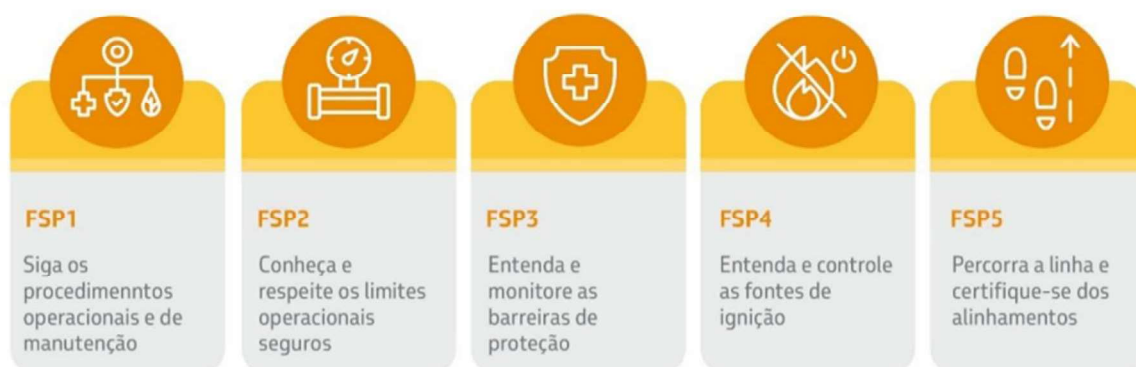 FSP1
Siga os
procedimenntos
operacionais e de
manutenção
FSP2
Conheça e
respeite os limites
operacionais
seguros
FSP3
Entenda e
monitore as
barreiras de
proteção
FSP4
Entenda e controle
as fontes de
ignição
FSP5
Percorra a linha e
certifique-se dos
alinhamentos